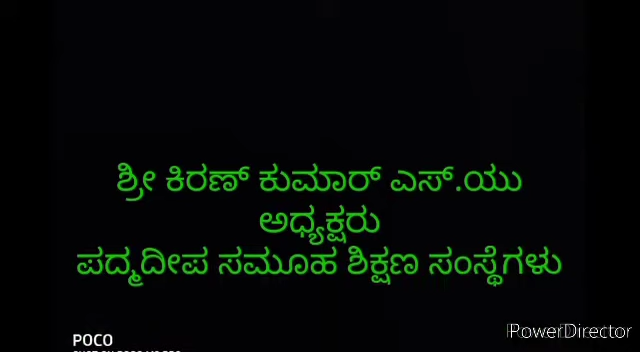 ಶ್ರೀ ಕಿರಣ್ ಕುಮಾರ್ ಎಸ್.ಯು
ಅಧ್ಯಕ್ಷರು
ಪದ್ಮದೀಪ ಸಮೂಹ ಶಿಕ್ಷಣ ಸಂಸ್ಥೆಗಳು
POCO
PowerDirector